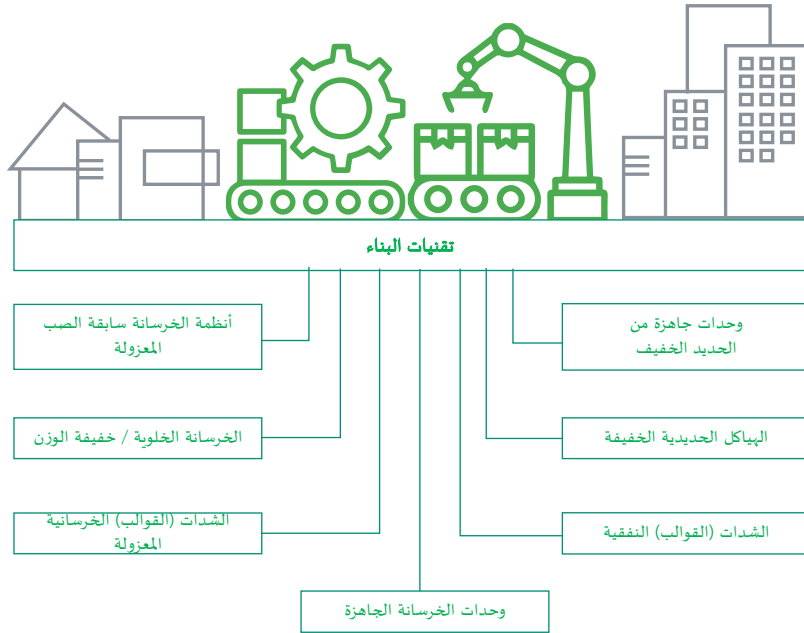 تقنيات البناء
وحدات جاهزة من
الحديد الخفيف
أنظمة الخرسانة سابقة الصب
المعزولة
الهياكل الحديدية الخفيفة
الخرسانة الخلوية / خفيفة الوزن
الشدات (القوالب) النفقية
الشدات (القوالب) الخرسانية
المعزولة
وحدات الخرسانة الجاهزة